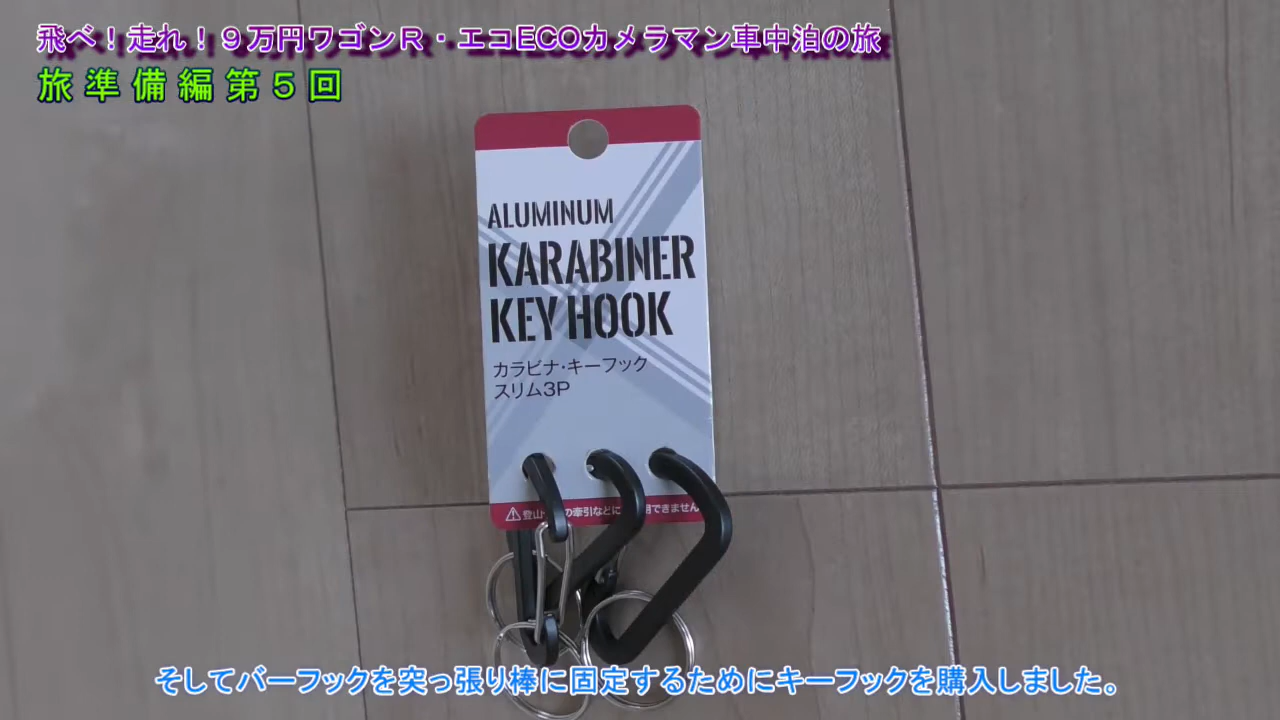 飛べ！走れ！９万円ワゴンＲ・エコECOカメラマン車中泊の旅
旅準備編第５回
ALUMINUM
KARABINER
KEY HOOK
カラビナ・キーフック
スリム3P
登山 の牽引などに 用できません
そしてバーフックを突っ張り棒に固定するためにキーフックを購入しました。